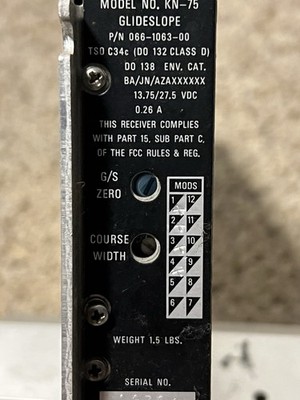 MODEL NO. KN-75
GLIDESLOPE
P/N 066-1063-00
TSO C34c (DO 132 CLASS D)
DO 138 ENV. CAT.
BA/JN/AZAXXXXXX
13.75/27.5 VDC
0.26 A
THIS RECEIVER COMPLIES
WITH PART 15, SUB PART C,
OF THE FCC RULES & REG.
G/S
ZERO
MODS
1 12
2 11
3 10
4 9
5 8
6 7
COURSE
WIDTH
WEIGHT 1.5 LBS.
SERIAL NO.